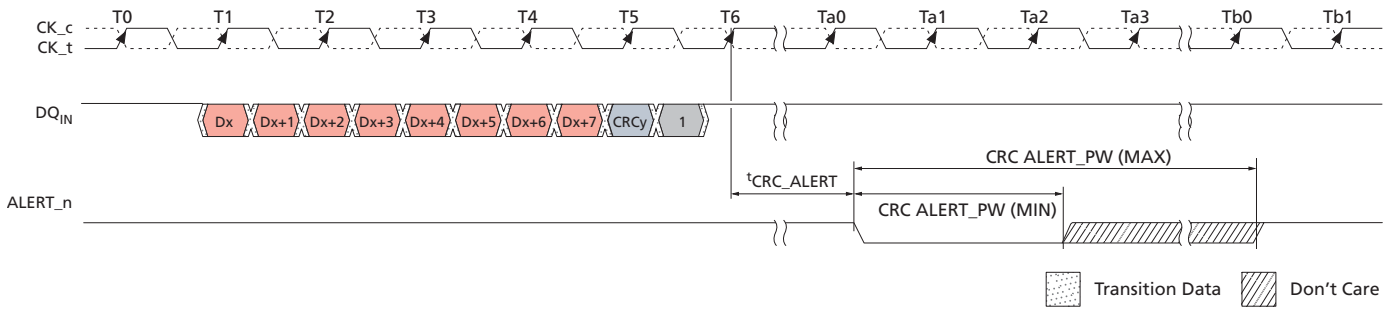 T0 T1 T2 T3 T4 T5 T6 Ta0 Ta1 Ta2 Ta3 Tb0 Tb1
CK_c
CK_t
DQIN
Dx Dx+1 Dx+2 Dx+3 Dx+4 Dx+5 Dx+6 Dx+7 CRCy 1
CRC ALERT_PW (MAX)
tCRC_ALERT
ALERT_n
CRC ALERT_PW (MIN)
Transition Data Don't Care